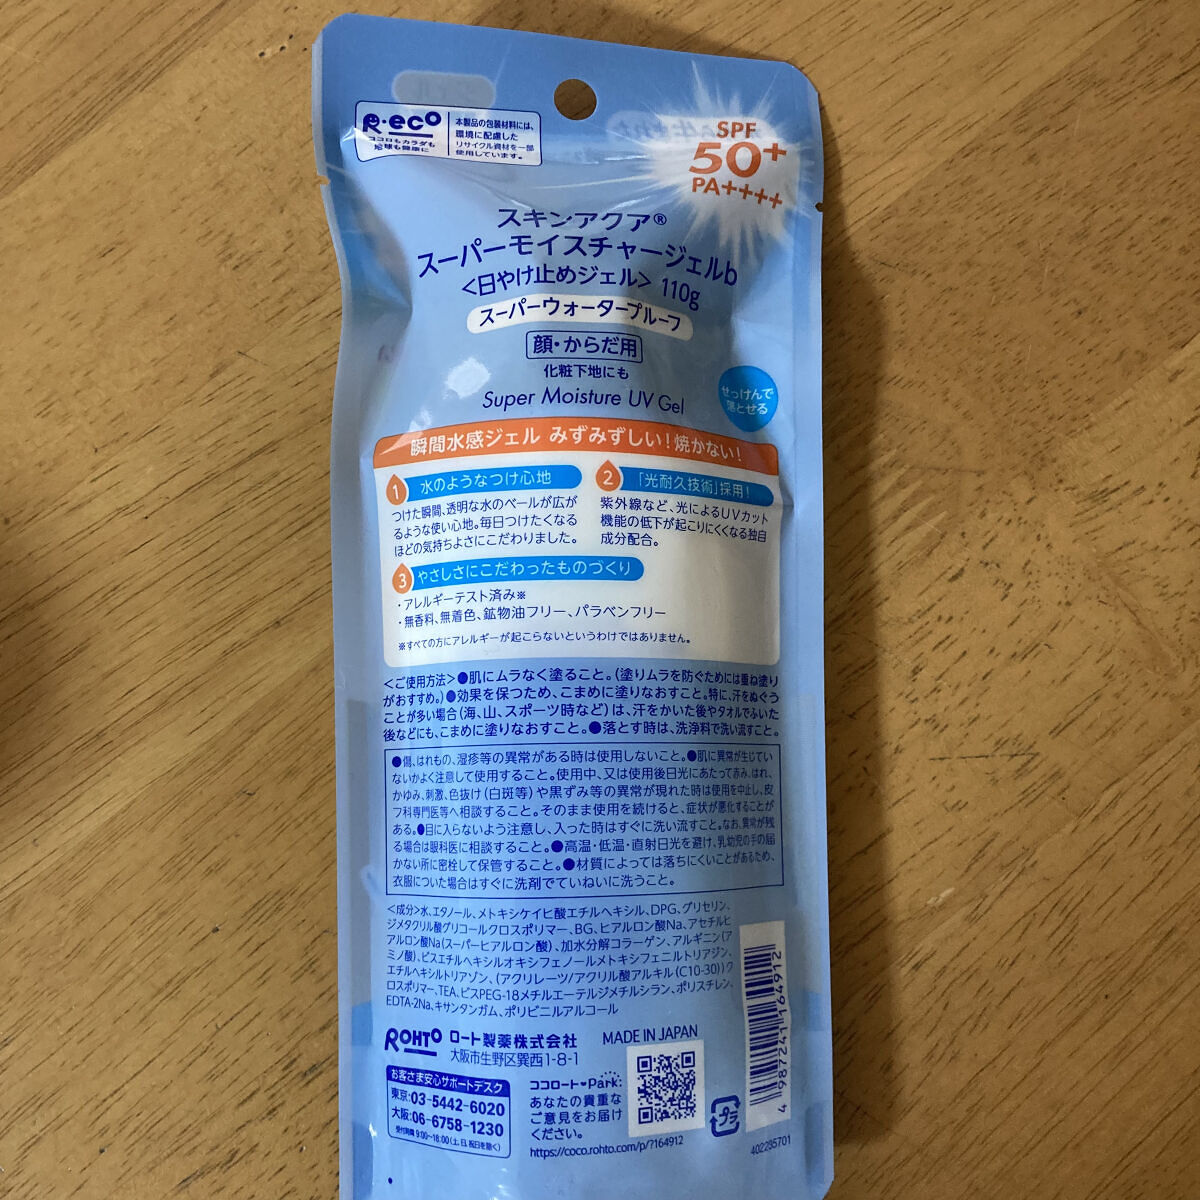 R·eco
ココロもカラダも
地球も健康に
本製品の包装材料には、
環境に配慮した
リサイクル資材を一部
使用しています。
SPF
50+
PA++++
スキンアクア®
スーパーモイスチャージェルb
<日やけ止めジェル> 110g
スーパーウォータープルーフ
顔・からだ用
化粧下地にも
Super Moisture UV Gel
せっけんで
落とせる
瞬間水感ジェル みずみずしい!焼かない!
1 水のようなつけ心地
つけた瞬間、透明な水のベールが広が
るような使い心地。毎日つけたくなる
ほどの気持ちよさにこだわりました。
2 「光耐久技術」採用!
紫外線など、光によるUVカット
機能の低下が起こりにくくなる独自
成分配合。
3 やさしさにこだわったものづくり
・アレルギーテスト済み※
・無香料、無着色、鉱物油フリー、パラベンフリー
※すべての方にアレルギーが起こらないというわけではありません。
<ご使用方法>●肌にムラなく塗ること。(塗りムラを防ぐためには重ね塗り
がおすすめ。)●効果を保つため、こまめに塗りなおすこと。特に、汗をぬぐう
ことが多い場合(海、山、スポーツ時など)は、汗をかいた後やタオルでふいた
後などにも、こまめに塗りなおすこと。●落とす時は、洗浄料で洗い流すこと。
●傷、はれもの、湿疹等の異常がある時は使用しないこと。●肌に異常が生じてい
ないかよく注意して使用すること。使用中、又は使用後日光にあたって赤み、はれ、
かゆみ、刺激、色抜け(白斑等)や黒ずみ等の異常が現れた時は使用を中止し、皮
フ科専門医等へ相談すること。そのまま使用を続けると、症状が悪化することが
ある。●目に入らないよう注意し、入った時はすぐに洗い流すこと。なお、異常が残
る場合は眼科医に相談すること。●高温・低温・直射日光を避け、乳幼児の手の届
かない所に密栓して保管すること。●材質によっては落ちにくいことがあるため、
衣服についた場合はすぐに洗剤でていねいに洗うこと。
<成分>水、エタノール、メトキシケイヒ酸エチルヘキシル、DPG、グリセリン、
ジメタクリル酸グリコールクロスポリマー、BG、ヒアルロン酸Na、アセチルヒ
アルロン酸Na(スーパーヒアルロン酸)、加水分解コラーゲン、アルギニン(ア
ミノ酸)、ビスエチルヘキシルオキシフェノールメトキシフェニルトリアジン、
エチルヘキシルトリアゾン、(アクリレーツ/アクリル酸アルキル(C10-30))ク
ロスポリマー、TEA、ビスPEG-18メチルエーテルジメチルシラン、ポリスチレン、
EDTA-2Na、キサンタンガム、ポリビニルアルコール
ROHTO ロート製薬株式会社
大阪市生野区巽西1-8-1
MADE IN JAPAN
お客さま安心サポートデスク
東京:03-5442-6020
大阪:06-6758-1230
受付時間 9:00~18:00(土、日、祝日を除く)
ココロート Park:
あなたの貴重な
ご意見をお届け
ください。
https://coco.rohto.com/p/?164912
プラ
4 987241 164912
402285701